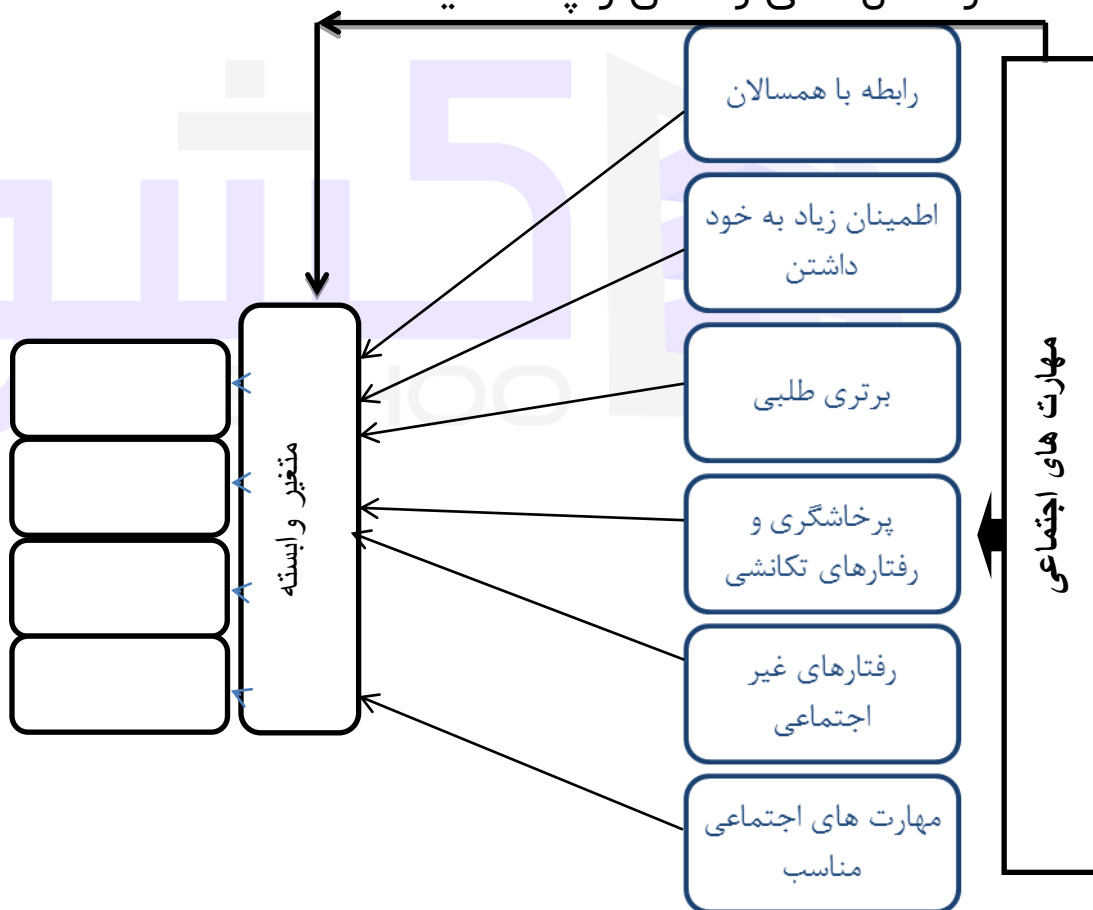 رابطه با همسالان
اطمینان زیاد به خود
داشتن
برتری طلبی
پرخاشگری و
رفتارهای تکانشی
رفتارهای غیر
اجتماعی
مهارت های اجتماعی
مناسب
مهارت های اجتماعی
متغیر وابسته